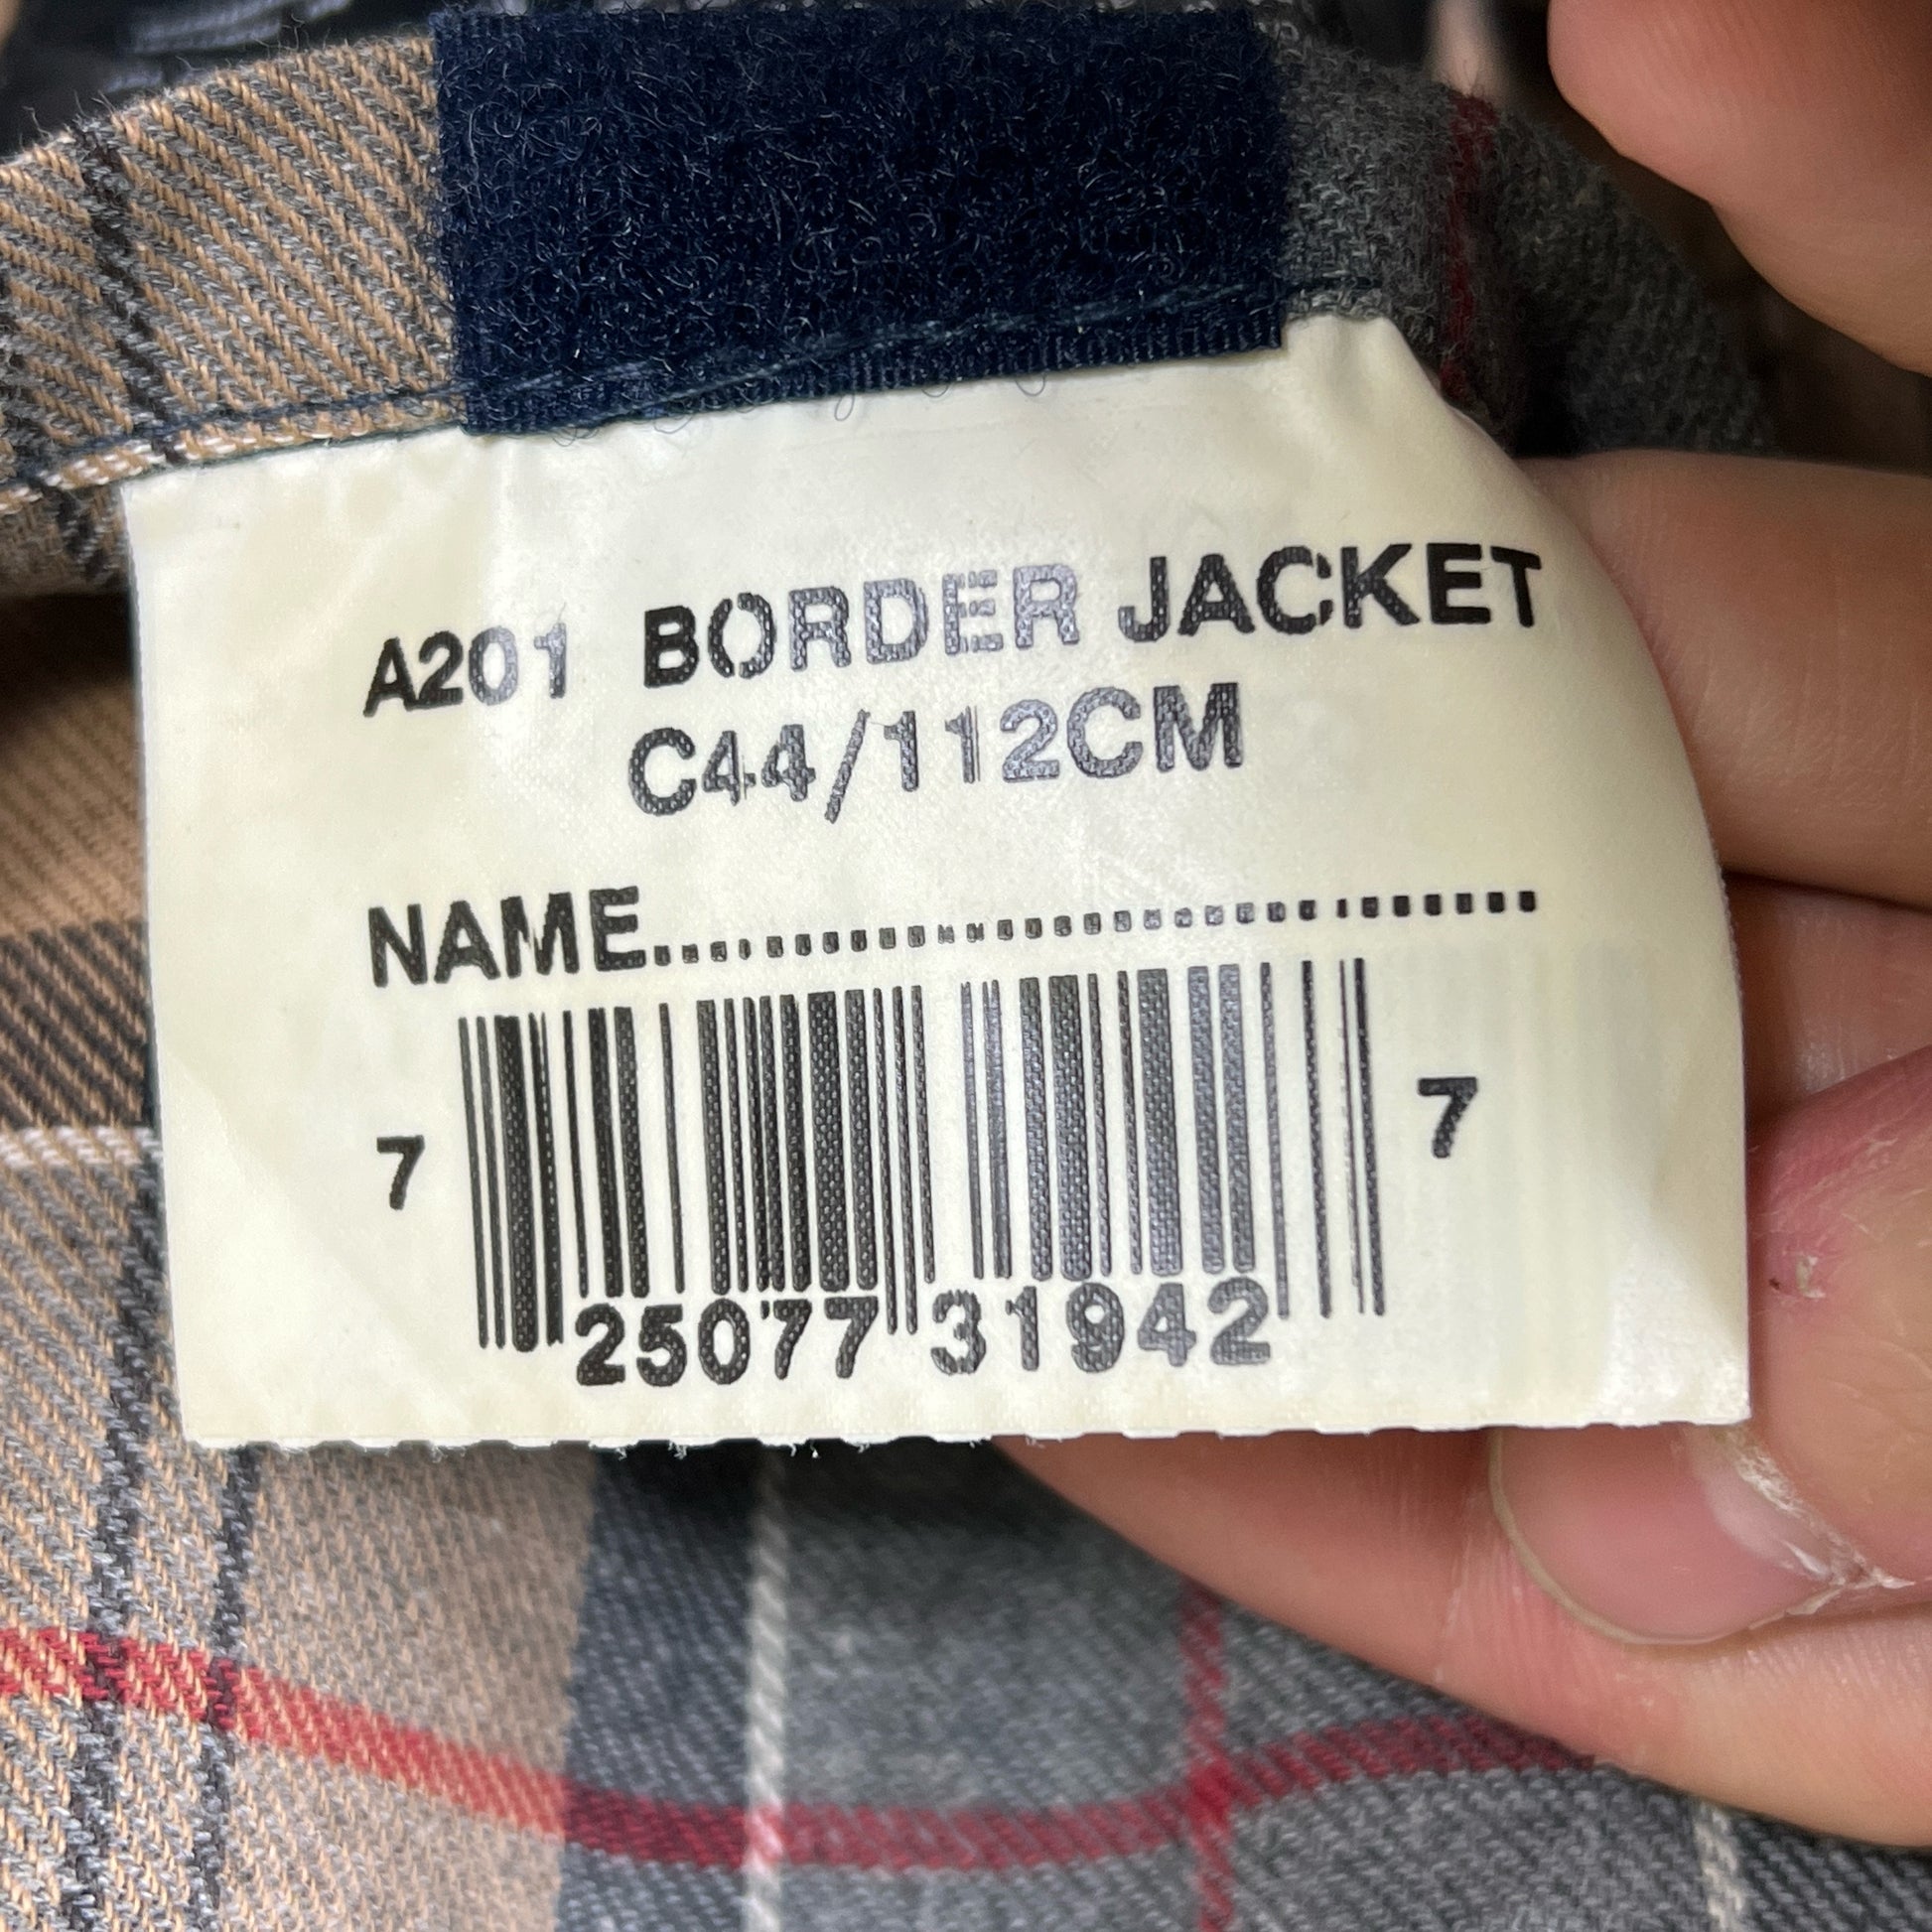 A201 BORDER JACKET
C44/112CM
NAME..............................
7 25077 31942 7